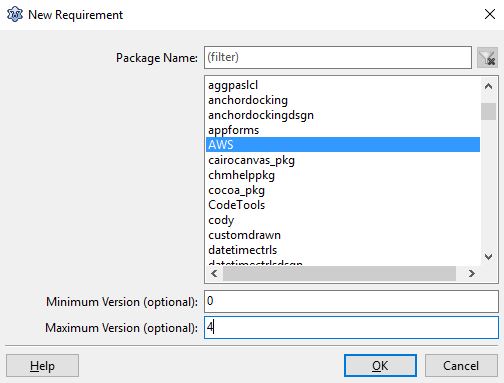 New Requirement
Package Name: (filter)
aggpaslcl
anchordocking
anchordockingdsgn
appforms
AWS
cairocanvas_pkg
chmhelppkg
cocoa_pkg
CodeTools
cody
customdrawn
datetimectrls
datetimectrlsdsgn
Minimum Version (optional): 0
Maximum Version (optional): 4
Help OK Cancel